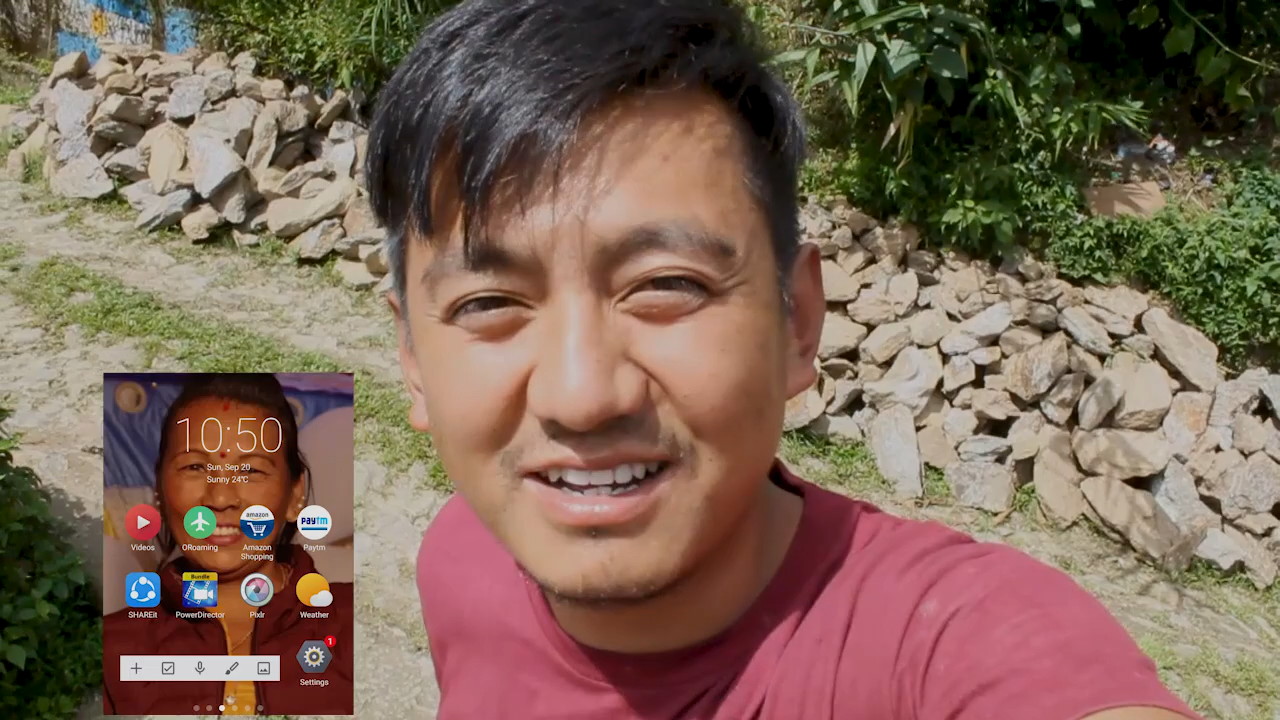 10:50
Sun, Sep 20
Sunny 24°C
Videos
ORoaming
amazon
Amazon
Shopping
paytm
Paytm
Bundle
SHAREit
PowerDirector
Pixlr
Weather
1
Settings